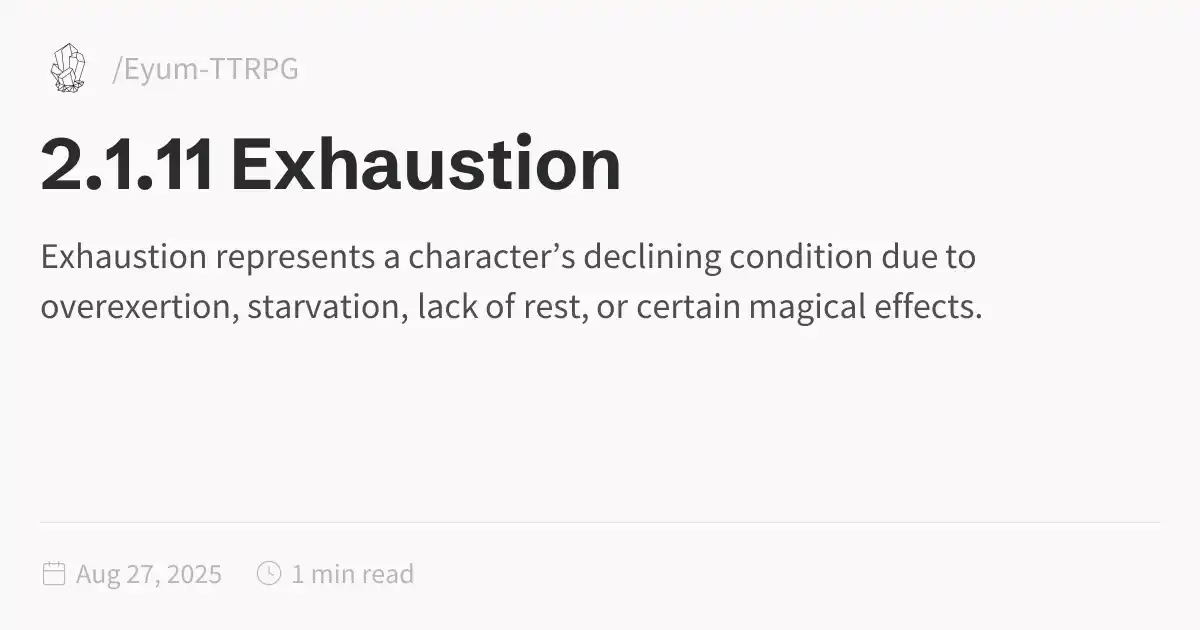 /Eyum-TTRPG
2.1.11 Exhaustion
Exhaustion represents a character’s declining condition due to
overexertion, starvation, lack of rest, or certain magical effects.
Aug 27, 2025 1 min read